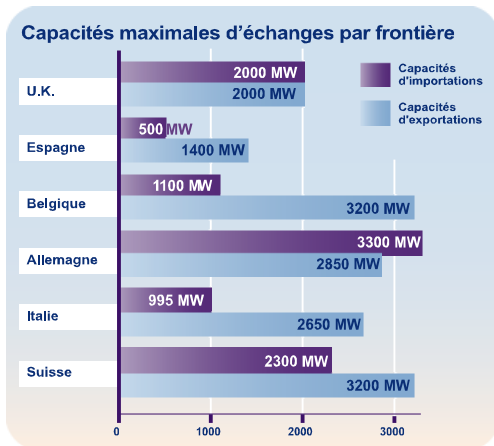 Capacités maximales d'échanges par frontière
Capacités
d'importations
Capacités
d'exportations
U.K.
2000 MW
2000 MW
Espagne
500 MW
1400 MW
Belgique
1100 MW
3200 MW
Allemagne
3300 MW
2850 MW
Italie
995 MW
2650 MW
Suisse
2300 MW
3200 MW
0 1000 2000 3000